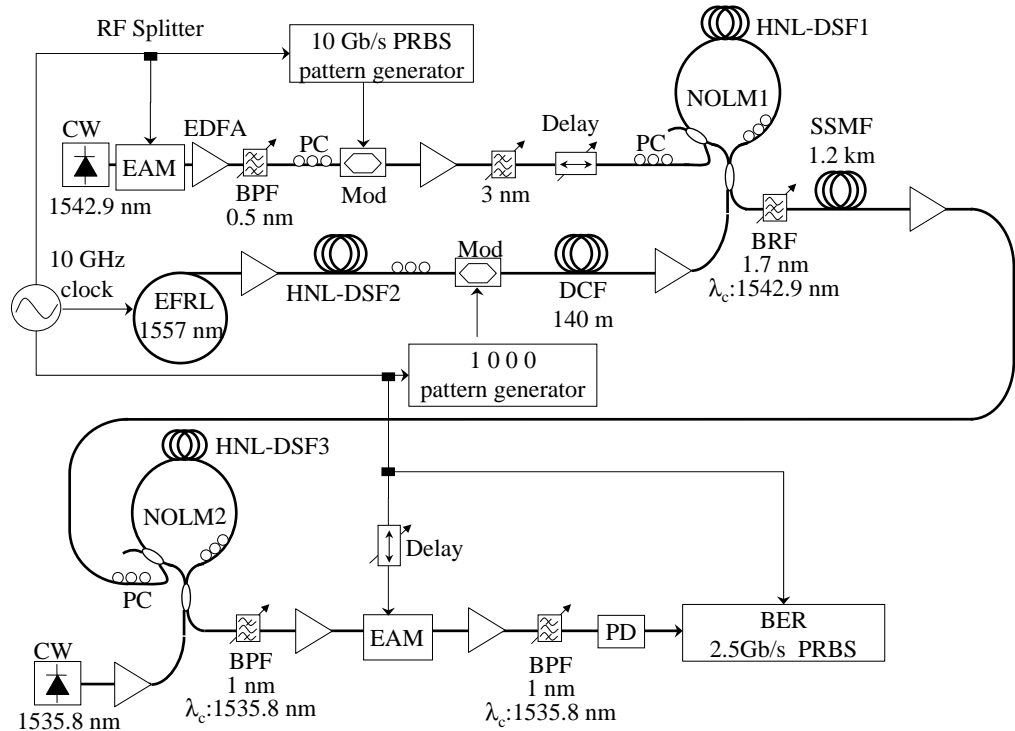 RF Splitter
10 Gb/s PRBS
pattern generator
HNL-DSF1
NOLM1
CW
EAM
1542.9 nm
EDFA
BPF
0.5 nm
PC
Mod
3 nm
Delay
PC
SSMF
1.2 km
BRF
1.7 nm
λc:1542.9 nm
10 GHz
clock
EFRL
1557 nm
HNL-DSF2
Mod
DCF
140 m
1 0 0 0
pattern generator
HNL-DSF3
NOLM2
PC
Delay
CW
1535.8 nm
BPF
1 nm
λc:1535.8 nm
EAM
BPF
1 nm
λc:1535.8 nm
PD
BER
2.5Gb/s PRBS